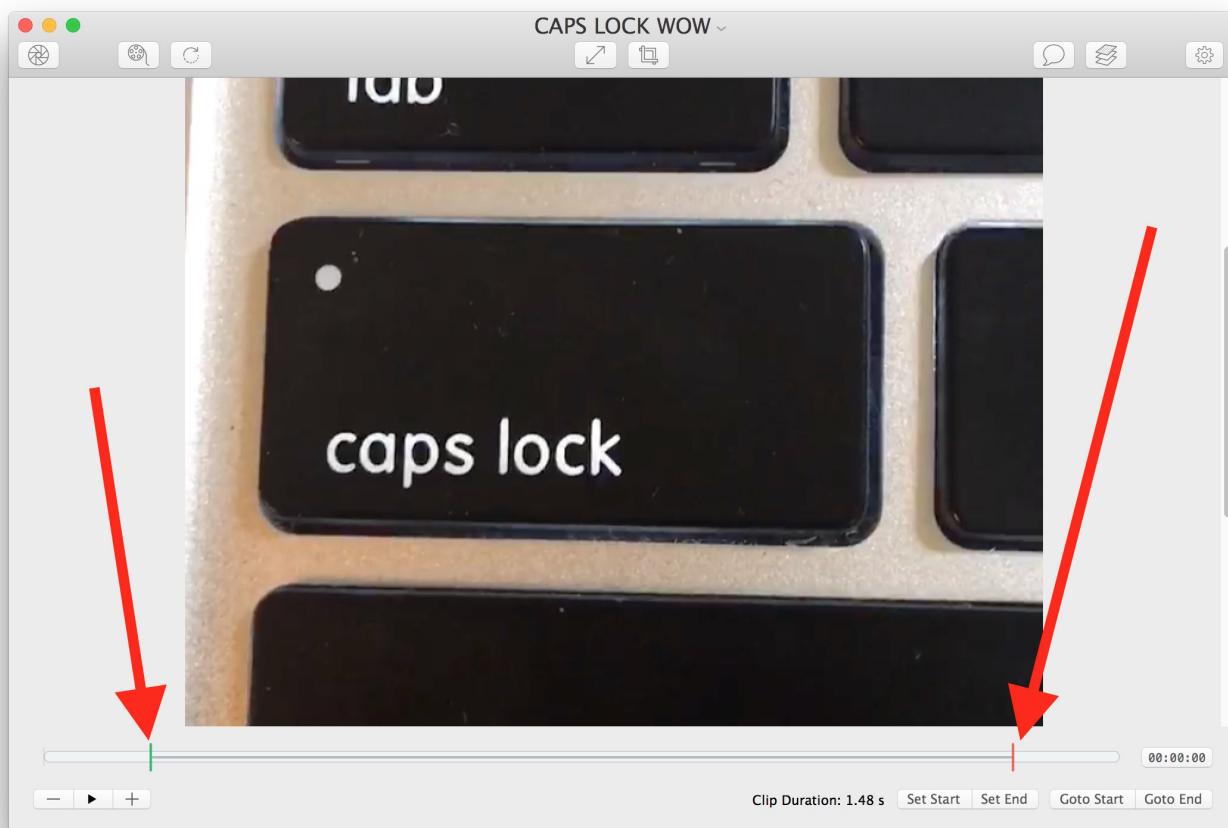 CAPS LOCK WOW
tab
caps lock
00:00:00
Clip Duration: 1.48 s
Set Start
Set End
Goto Start
Goto End